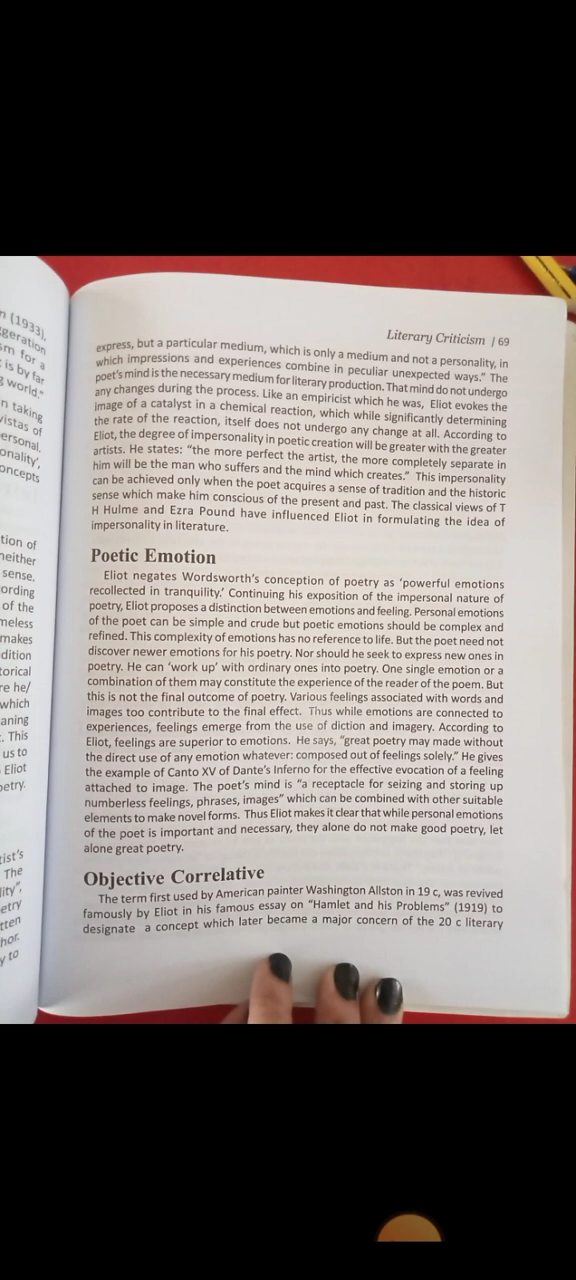 n (1933),
ggeration
sm for a
t is by far
g world."
n taking
vistas of
ersonal,
onality',
oncepts
tion of
neither
sense.
ording
of the
meless
makes
dition
torical
re he/
which
aning
. This
us to
Eliot
oetry.
tist's
The
lity",
etry
tten
hor.
y to
Literary Criticism | 69
express, but a particular medium, which is only a medium and not a personality, in
which impressions and experiences combine in peculiar unexpected ways." The
poet's mind is the necessary medium for literary production. That mind do not undergo
any changes during the process. Like an empiricist which he was, Eliot evokes the
image of a catalyst in a chemical reaction, which while significantly determining
the rate of the reaction, itself does not undergo any change at all. According to
Eliot, the degree of impersonality in poetic creation will be greater with the greater
artists. He states: "the more perfect the artist, the more completely separate in
him will be the man who suffers and the mind which creates." This impersonality
can be achieved only when the poet acquires a sense of tradition and the historic
sense which make him conscious of the present and past. The classical views of T
H Hulme and Ezra Pound have influenced Eliot in formulating the idea of
impersonality in literature.
Poetic Emotion
Eliot negates Wordsworth's conception of poetry as 'powerful emotions
recollected in tranquility.' Continuing his exposition of the impersonal nature of
poetry, Eliot proposes a distinction between emotions and feeling. Personal emotions
of the poet can be simple and crude but poetic emotions should be complex and
refined. This complexity of emotions has no reference to life. But the poet need not
discover newer emotions for his poetry. Nor should he seek to express new ones in
poetry. He can 'work up' with ordinary ones into poetry. One single emotion or a
combination of them may constitute the experience of the reader of the poem. But
this is not the final outcome of poetry. Various feelings associated with words and
images too contribute to the final effect. Thus while emotions are connected to
experiences, feelings emerge from the use of diction and imagery. According to
Eliot, feelings are superior to emotions. He says, "great poetry may made without
the direct use of any emotion whatever: composed out of feelings solely." He gives
the example of Canto XV of Dante's Inferno for the effective evocation of a feeling
attached to image. The poet's mind is "a receptacle for seizing and storing up
numberless feelings, phrases, images" which can be combined with other suitable
elements to make novel forms. Thus Eliot makes it clear that while personal emotions
of the poet is important and necessary, they alone do not make good poetry, let
alone great poetry.
Objective Correlative
The term first used by American painter Washington Allston in 19 c, was revived
famously by Eliot in his famous essay on "Hamlet and his Problems" (1919) to
designate a concept which later became a major concern of the 20 c literary